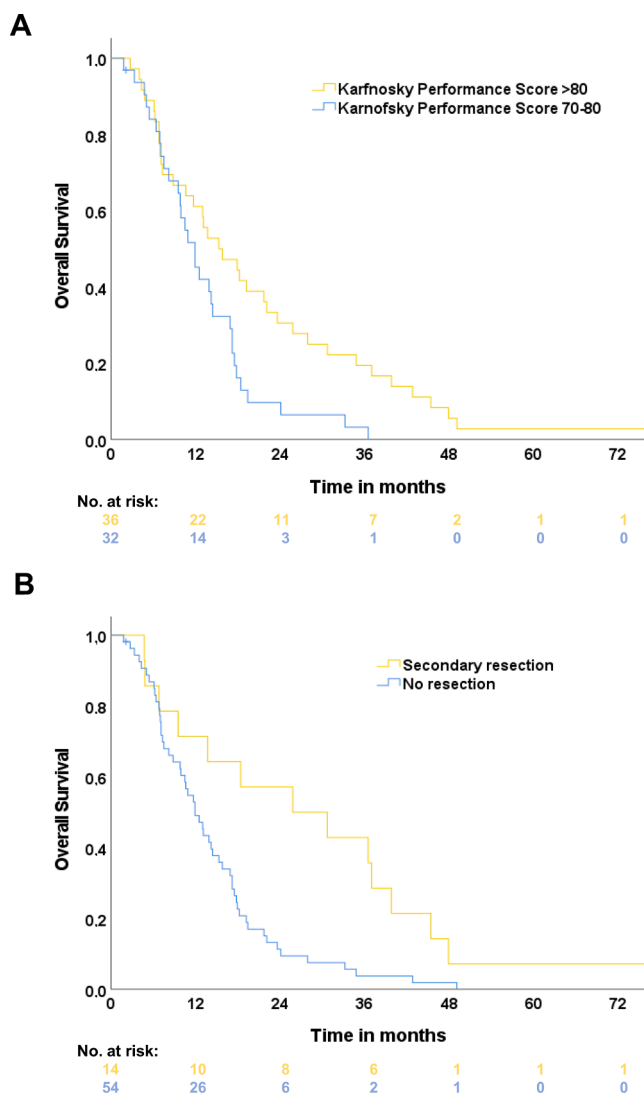 A
1.0
0.8
0.6
0.4
0.2
0.0
Overall Survival
Karfnosky Performance Score >80
Karnofsky Performance Score 70-80
0 12 24 36 48 60 72
Time in months
No. at risk:
36 22 11 7 2 1 1
32 14 3 1 0 0 0
B
1,0
0.8
0.6
0.4
0.2
0.0
Overall Survival
Secondary resection
No resection
0 12 24 36 48 60 72
Time in months
No. at risk:
14 10 8 6 1 1 1
54 26 6 2 1 0 0